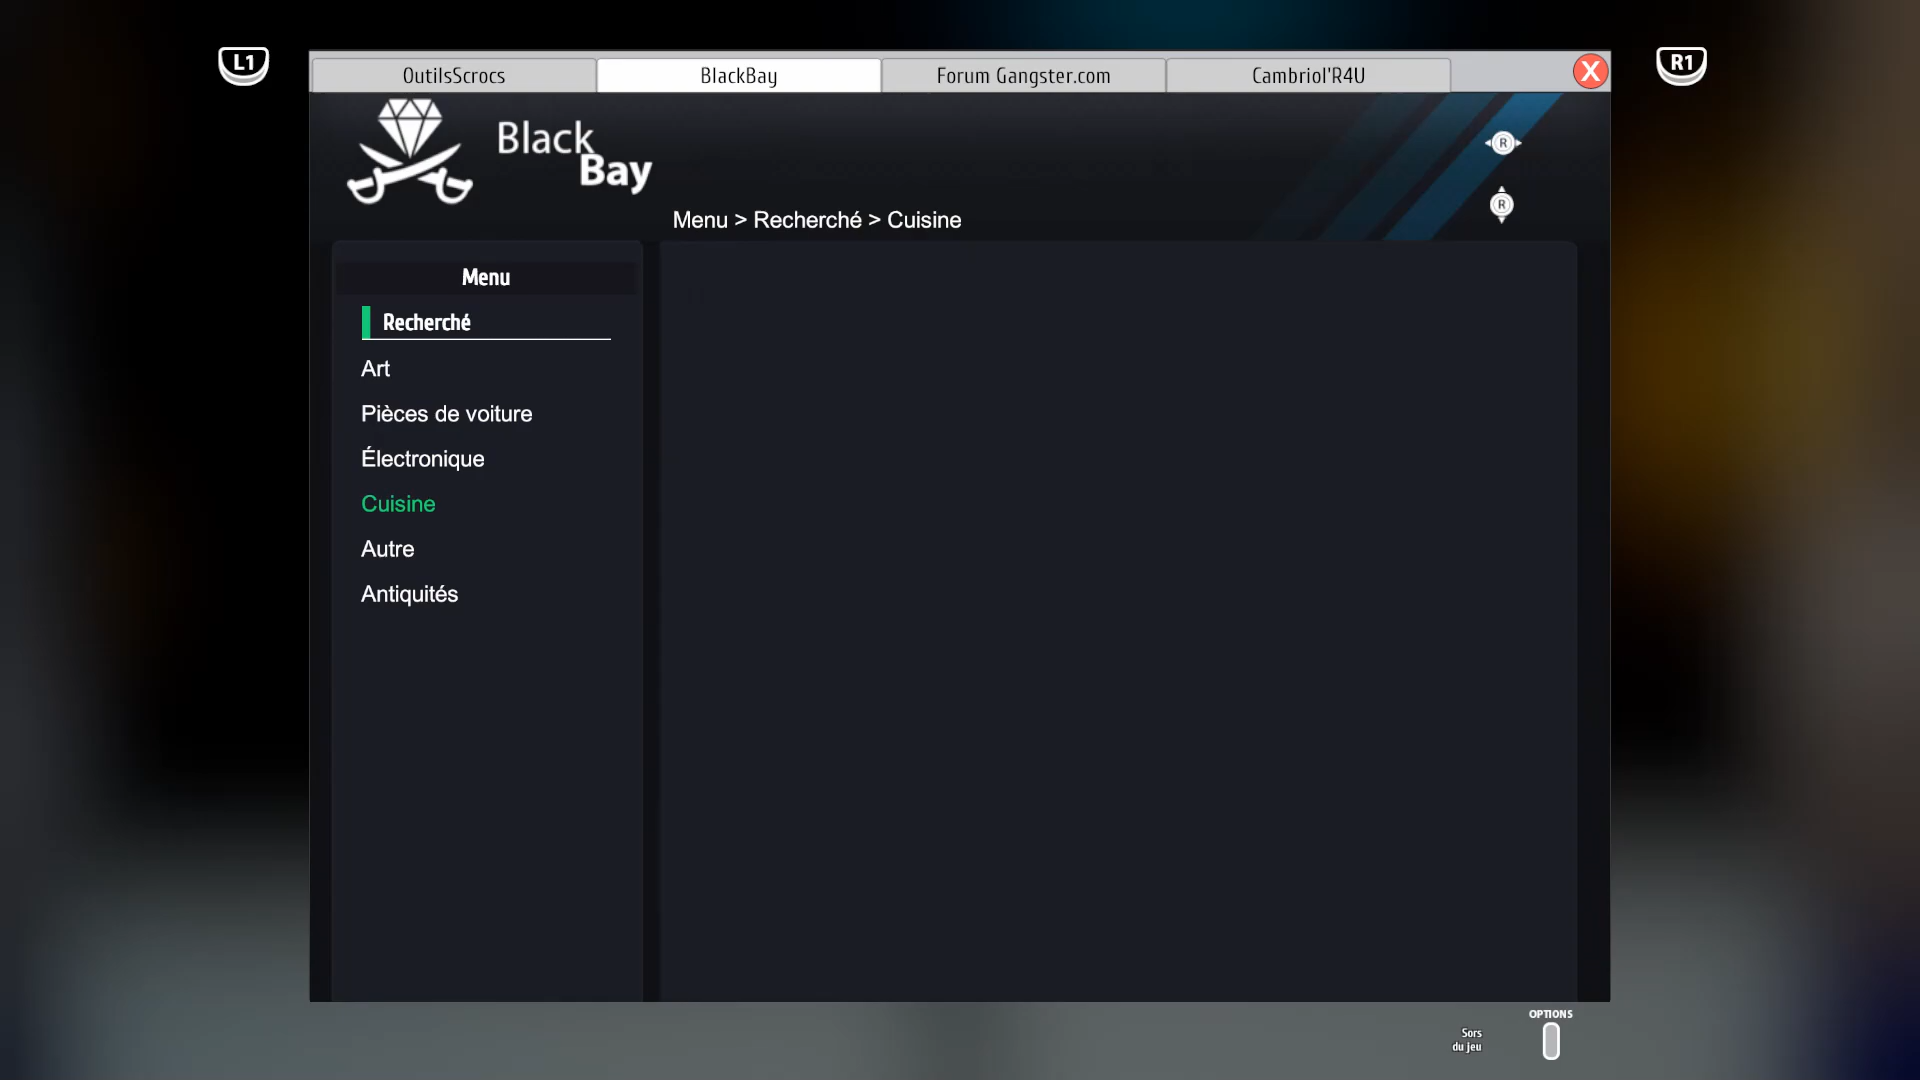 L1
OutilsScrocs
BlackBay
Forum Gangster.com
Cambriol'R4U
X
R1
Black
Bay
R
R
Menu > Recherché > Cuisine
Menu
Recherché
Art
Pièces de voiture
Électronique
Cuisine
Autre
Antiquités
OPTIONS
Sors
du jeu